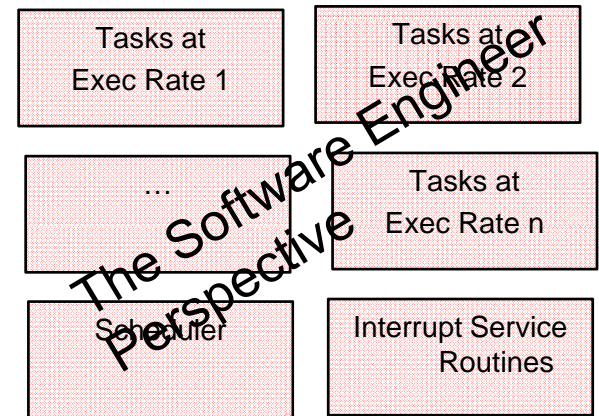 Tasks at
Exec Rate 1
Tasks at
Exec Rate 2
…
Tasks at
Exec Rate n
Scheduler
Interrupt Service
Routines
The Software Engineer
Perspective